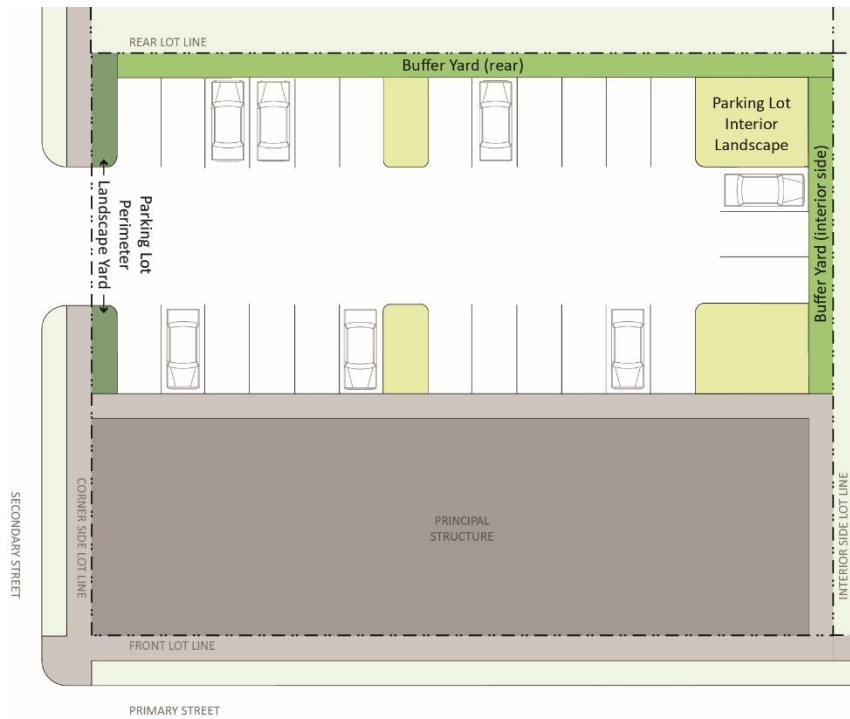 REAR LOT LINE
Buffer Yard (rear)
Parking Lot
Interior
Landscape
Parking Lot
Perimeter
Landscape Yard
Buffer Yard (interior side)
SECONDARY STREET
CORNER SIDE LOT LINE
PRINCIPAL
STRUCTURE
INTERIOR SIDE LOT LINE
FRONT LOT LINE
PRIMARY STREET